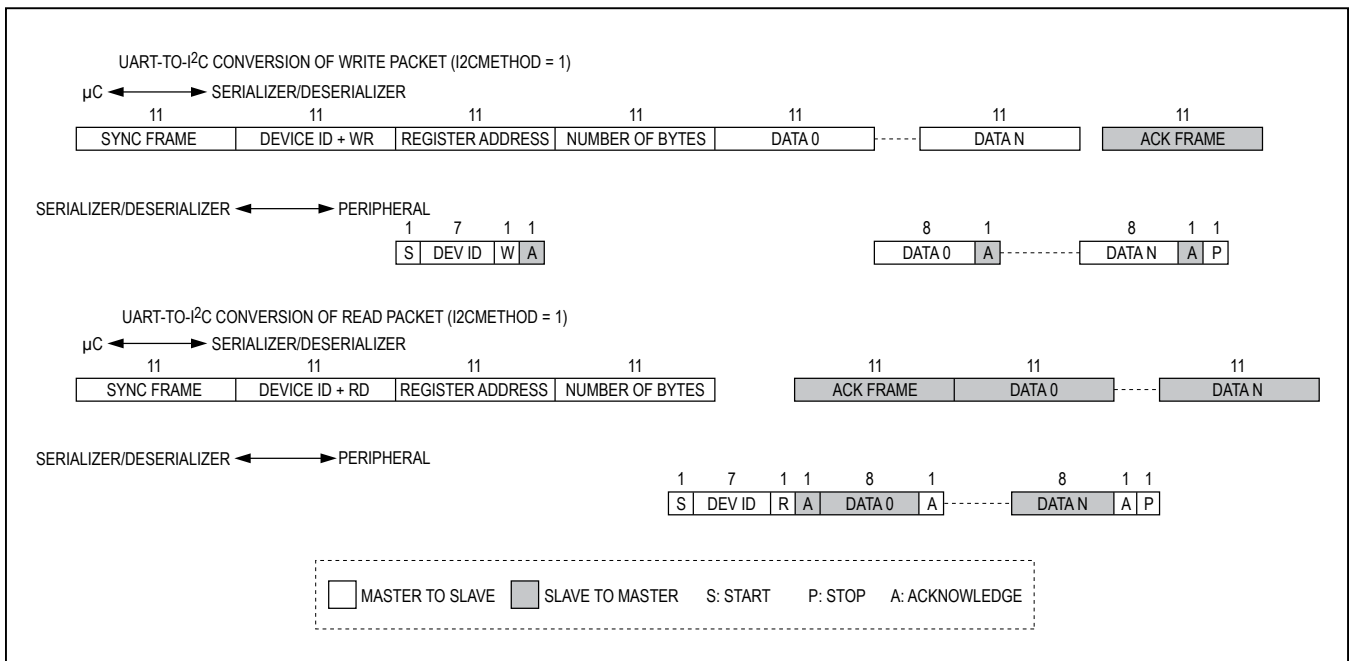 UART-TO-I2C CONVERSION OF WRITE PACKET (I2CMETHOD = 1)
µC SERIALIZER/DESERIALIZER
11 11 11 11 11 11 11
SYNC FRAME DEVICE ID + WR REGISTER ADDRESS NUMBER OF BYTES DATA 0 DATA N ACK FRAME
SERIALIZER/DESERIALIZER PERIPHERAL
1 7 1 1 8 1 8 1 1
S DEV ID W A DATA 0 A DATA N A P
UART-TO-I2C CONVERSION OF READ PACKET (I2CMETHOD = 1)
µC SERIALIZER/DESERIALIZER
11 11 11 11 11 11 11
SYNC FRAME DEVICE ID + RD REGISTER ADDRESS NUMBER OF BYTES ACK FRAME DATA 0 DATA N
SERIALIZER/DESERIALIZER PERIPHERAL
1 7 1 1 8 1 8 1 1
S DEV ID R A DATA 0 A DATA N A P
MASTER TO SLAVE SLAVE TO MASTER S: START P: STOP A: ACKNOWLEDGE